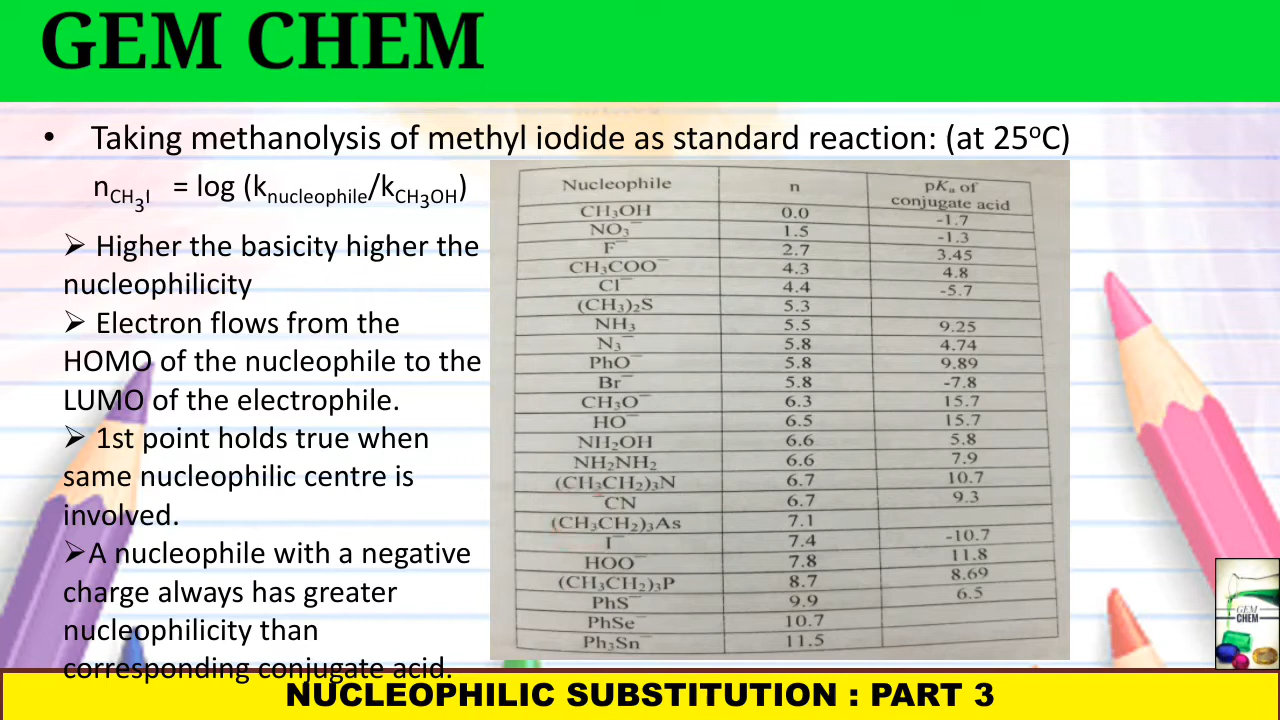 GEM CHEM
• Taking methanolysis of methyl iodide as standard reaction: (at 25°C)
nCH3I = log (knucleophile/kCH3OH)
➢ Higher the basicity higher the
nucleophilicity
➢ Electron flows from the
HOMO of the nucleophile to the
LUMO of the electrophile.
➢ 1st point holds true when
same nucleophilic centre is
involved.
➢A nucleophile with a negative
charge always has greater
nucleophilicity than
corresponding conjugate acid.
Nucleophile n pKa of
conjugate acid
CH3OH 0.0 -1.7
NO3⁻ 1.5 -1.3
F⁻ 2.7 3.45
CH3COO⁻ 4.3 4.8
Cl⁻ 4.4 -5.7
(CH3)2S 5.3
NH3 5.5 9.25
N3⁻ 5.8 4.74
PhO⁻ 5.8 9.89
Br⁻ 5.8 -7.8
CH3O⁻ 6.3 15.7
HO⁻ 6.5 15.7
NH2OH 6.6 5.8
NH2NH2 6.6 7.9
(CH3CH2)3N 6.7 10.7
⁻CN 6.7 9.3
(CH3CH2)3As 7.1
I⁻ 7.4 -10.7
HOO⁻ 7.8 11.8
(CH3CH2)3P 8.7 8.69
PhS⁻ 9.9 6.5
PhSe⁻ 10.7
Ph3Sn⁻ 11.5
GEM
CHEM
NUCLEOPHILIC SUBSTITUTION : PART 3